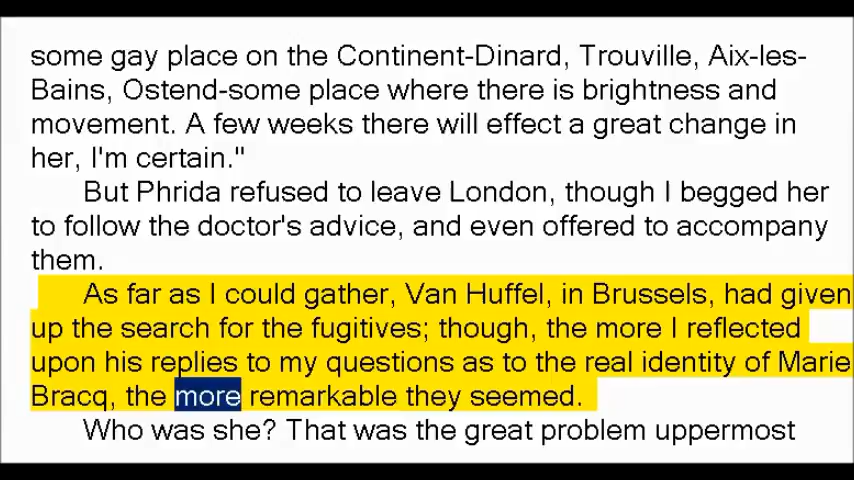 some gay place on the Continent-Dinard, Trouville, Aix-les-
Bains, Ostend-some place where there is brightness and
movement. A few weeks there will effect a great change in
her, I'm certain."
But Phrida refused to leave London, though I begged her
to follow the doctor's advice, and even offered to accompany
them.
As far as I could gather, Van Huffel, in Brussels, had given
up the search for the fugitives; though, the more I reflected
upon his replies to my questions as to the real identity of Marie
Bracq, the more remarkable they seemed.
Who was she? That was the great problem uppermost